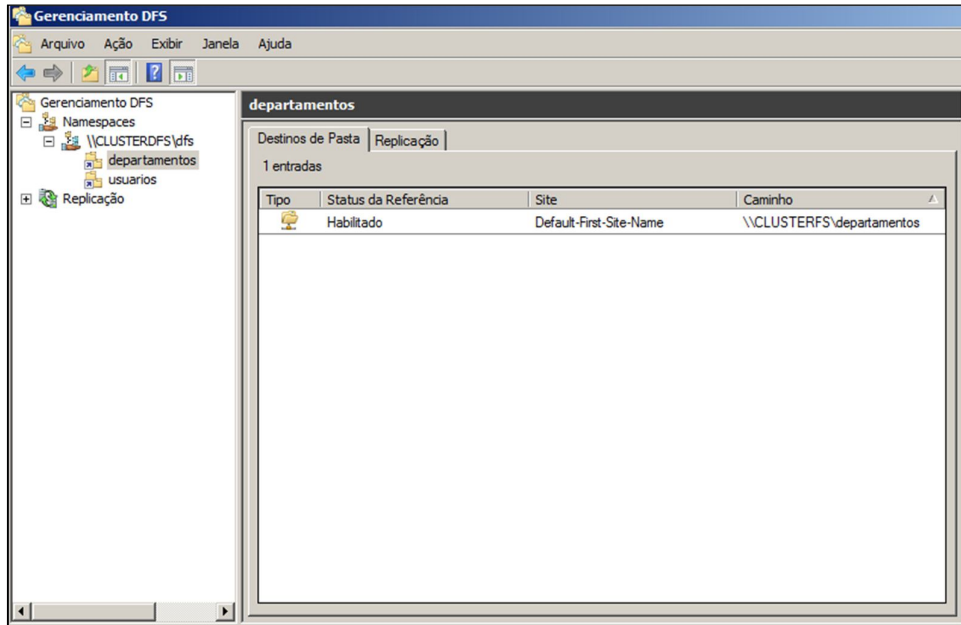 Gerenciamento DFS
Arquivo Ação Exibir Janela Ajuda
Gerenciamento DFS
Namespaces
\\CLUSTERDFS\dfs
departamentos
usuarios
Replicação
departamentos
Destinos de Pasta Replicação
1 entradas
Tipo Status da Referência Site Caminho
Habilitado Default-First-Site-Name \\CLUSTERFS\departamentos